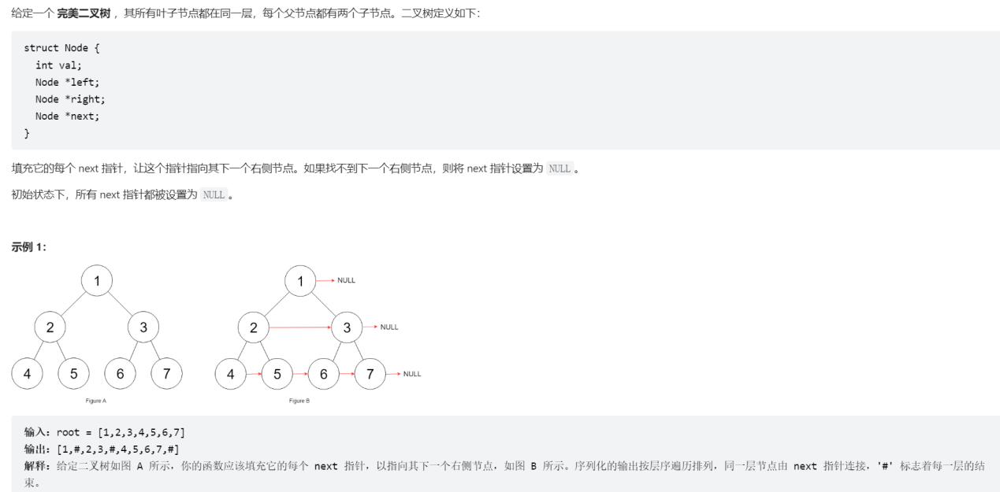 给定一个 完美二叉树 ，其所有叶子节点都在同一层，每个父节点都有两个子节点。二叉树定义如下：
struct Node {
  int val;
  Node *left;
  Node *right;
  Node *next;
}
填充它的每个 next 指针，让这个指针指向其下一个右侧节点。如果找不到下一个右侧节点，则将 next 指针设置为 NULL 。
初始状态下，所有 next 指针都被设置为 NULL 。
示例 1：
1
2 3
4 5 6 7
Figure A
1 NULL
2 3 NULL
4 5 6 7 NULL
Figure B
输入：root = [1,2,3,4,5,6,7]
输出：[1,#,2,3,#,4,5,6,7,#]
解释：给定二叉树如图 A 所示，你的函数应该填充它的每个 next 指针，以指向其下一个右侧节点，如图 B 所示。序列化的输出按层序遍历排列，同一层节点由 next 指针连接，'#' 标志着每一层的结
束。